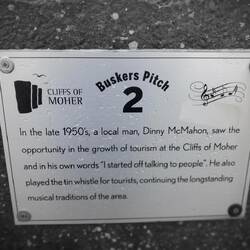 CLIFFS OF
MOHER
Buskers Pitch
2
In the late 1950's, a local man, Dinny McMahon, saw the
opportunity in the growth of tourism at the Cliffs of Moher
and in his own words "I started off talking to people". He also
played the tin whistle for tourists, continuing the longstanding
musical traditions of the area.